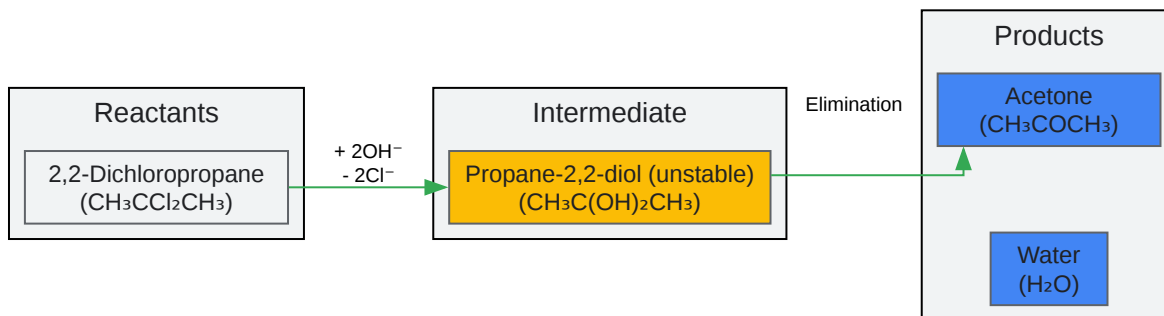 Reactants
2,2-Dichloropropane
(CH₃CCl₂CH₃)
+ 2OH⁻
- 2Cl⁻
Intermediate
Propane-2,2-diol (unstable)
(CH₃C(OH)₂CH₃)
Elimination
Products
Acetone
(CH₃COCH₃)
Water
(H₂O)